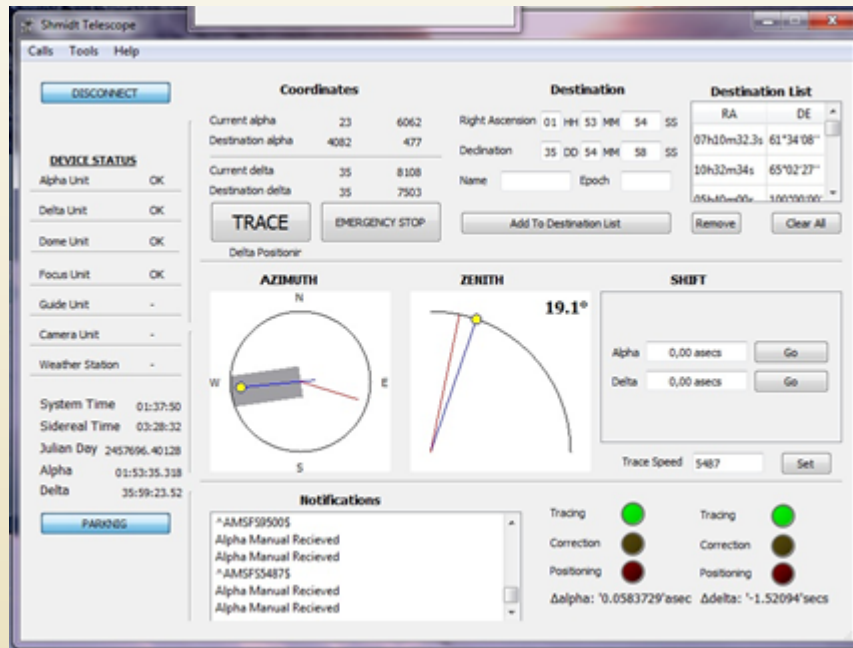 Shmidt Telescope
Calls Tools Help
DISCONNECT
DEVICE STATUS
Alpha Unit OK
Delta Unit OK
Dome Unit OK
Focus Unit OK
Guide Unit -
Camera Unit -
Weather Station -
System Time 01:37:50
Sidereal Time 03:28:32
Julian Day 2457696.40128
Alpha 01:53:35.318
Delta 35:59:23.52
PARKNIG
Coordinates
Current alpha 23 6062
Destination alpha 4082 477
Current delta 35 8108
Destination delta 35 7503
TRACE EMERGENCY STOP
Delta Positionir
Destination
Right Ascension 01 HH 53 MM 54 SS
Declination 35 DD 54 MM 58 SS
Name Epoch
Add To Destination List
Destination List
RA DE
07h10m32.3s 61°34'08''
10h32m34s 65°02'27''
05h40m00s 100°00'00'
Remove Clear All
AZIMUTH
N
W E
S
ZENITH
19.1°
SHIFT
Alpha 0,00 asecs Go
Delta 0,00 asecs Go
Trace Speed 5487 Set
Notifications
^AMSFS9500$
Alpha Manual Recieved
Alpha Manual Recieved
^AMSFS5487$
Alpha Manual Recieved
Alpha Manual Recieved
Tracing Tracing
Correction Correction
Positioning Positioning
Δalpha: '0.0583729'asec Δdelta: '-1.52094'secs